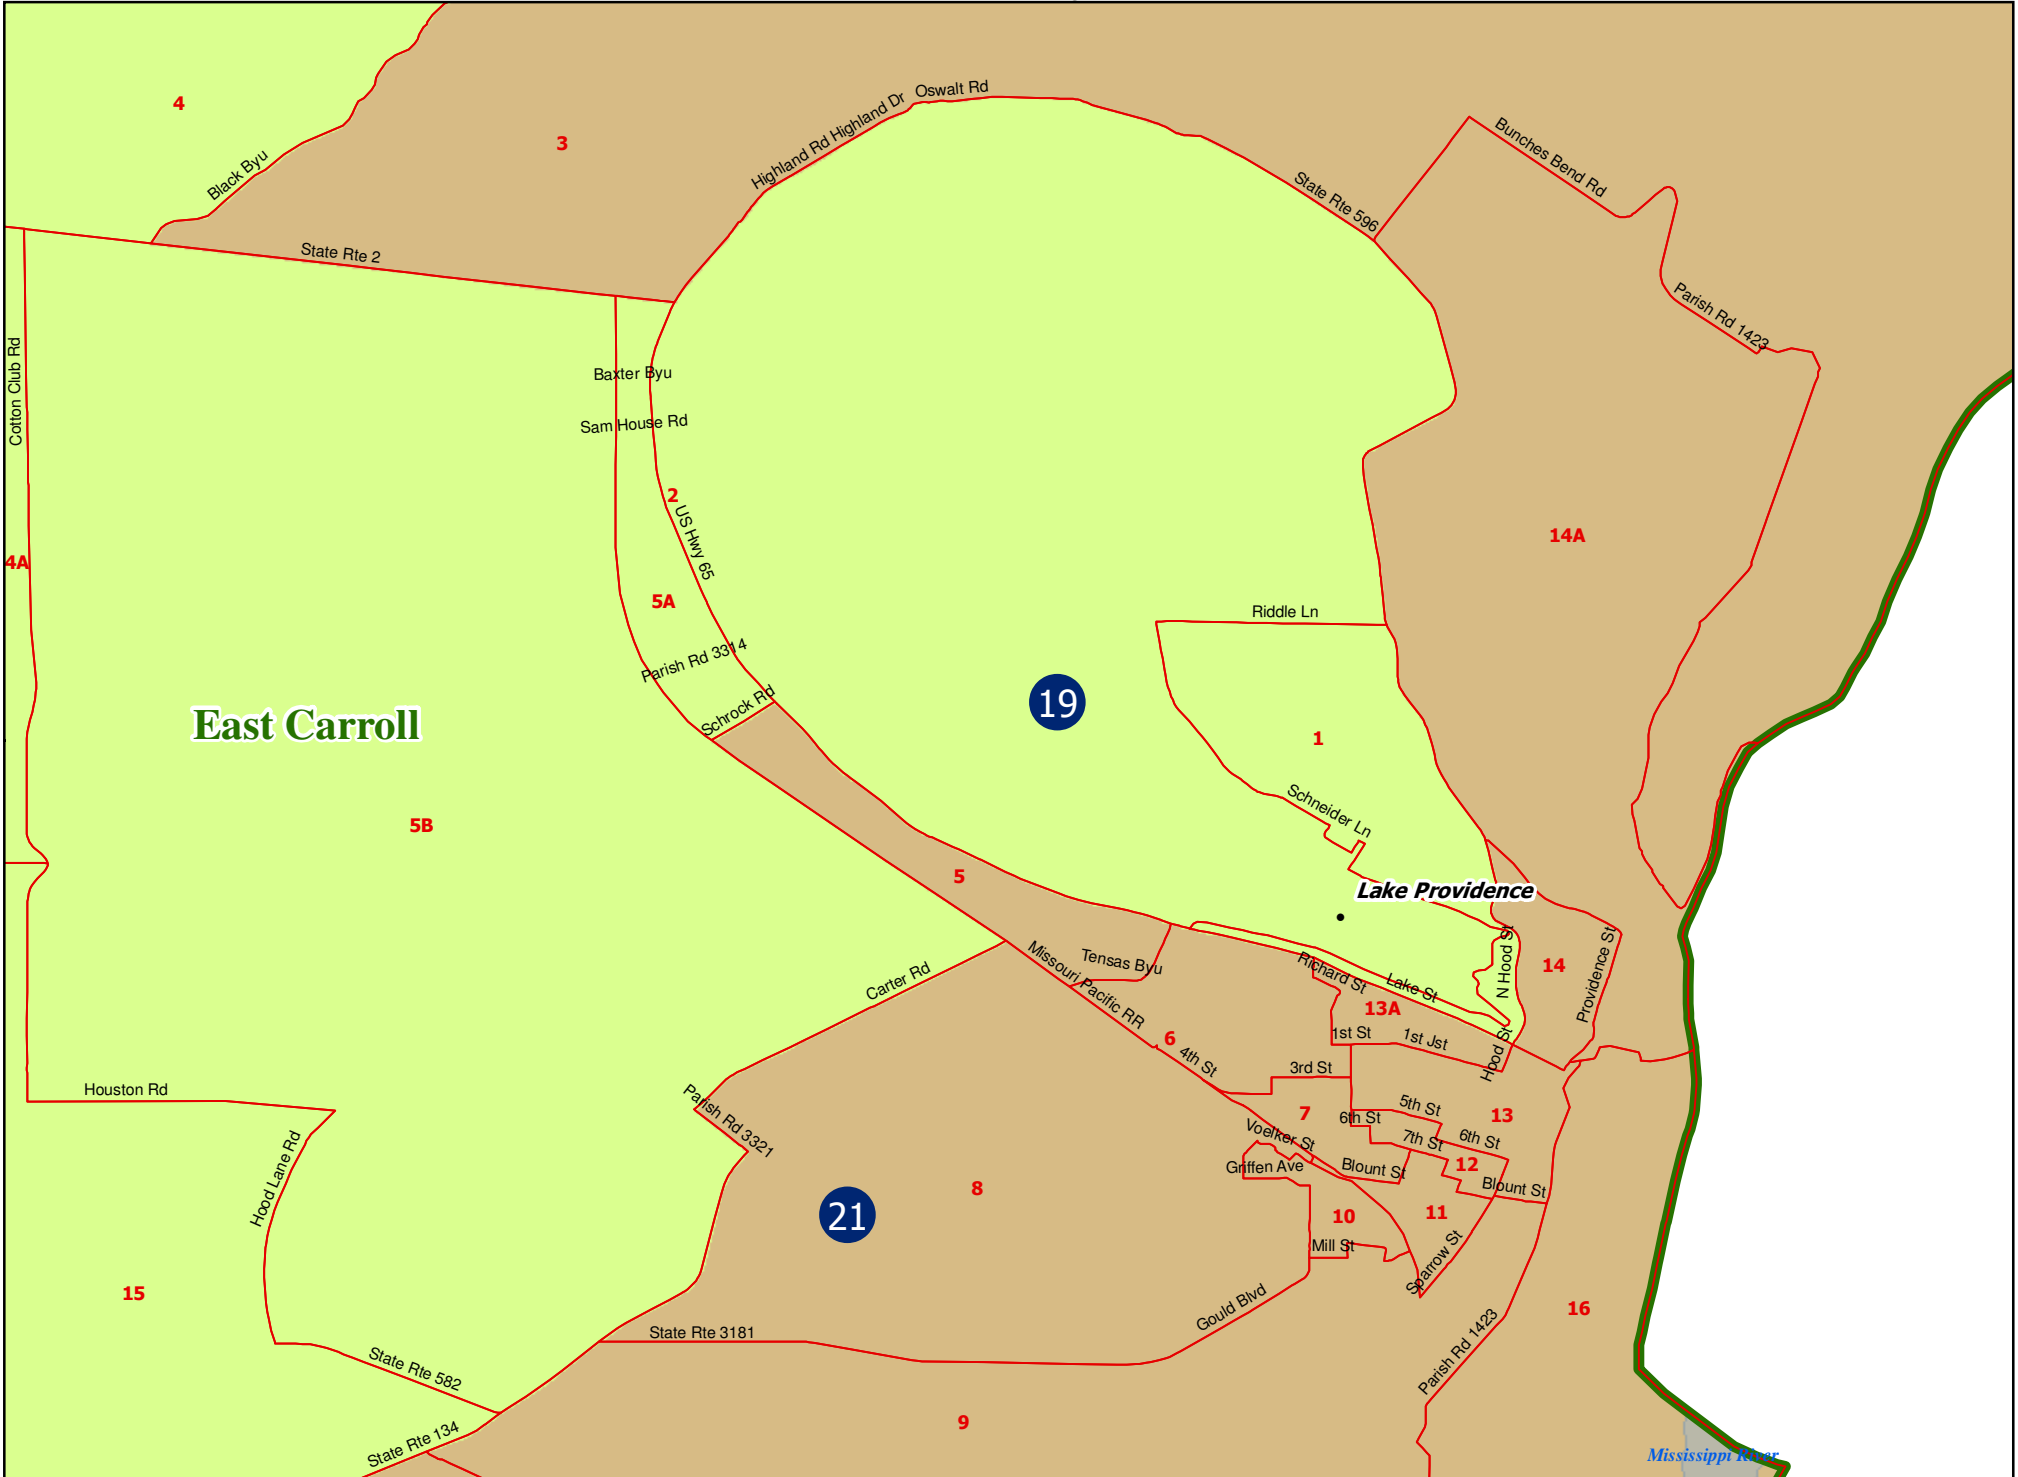 Oswalt Rd
Highland Rd Highland Dr
4
3
Bunches Bend Rd
Black Byu
State Rte 596
State Rte 2
Parish Rd 1423
Cotton Club Rd
Baxter Byu
Sam House Rd
2
US Hwy 65
14A
4A
5A
Riddle Ln
Parish Rd 3314
Schrock Rd
19
East Carroll
1
5B
Schneider Ln
5
Lake Providence
N Hood St
Providence St
14
Tensas Byu
Richard St
Lake St
Carter Rd
Missouri Pacific RR
13A
6
1st St
1st Jst
Hood St
4th St
3rd St
Houston Rd
Parish Rd 3321
7
5th St
13
6th St
Voelker St
7th St
6th St
Hood Lane Rd
Griffen Ave
Blount St
12
8
Blount St
21
10
11
Mill St
Sparrow St
15
Gould Blvd
16
State Rte 3181
Parish Rd 1423
State Rte 582
9
State Rte 134
Mississippi River